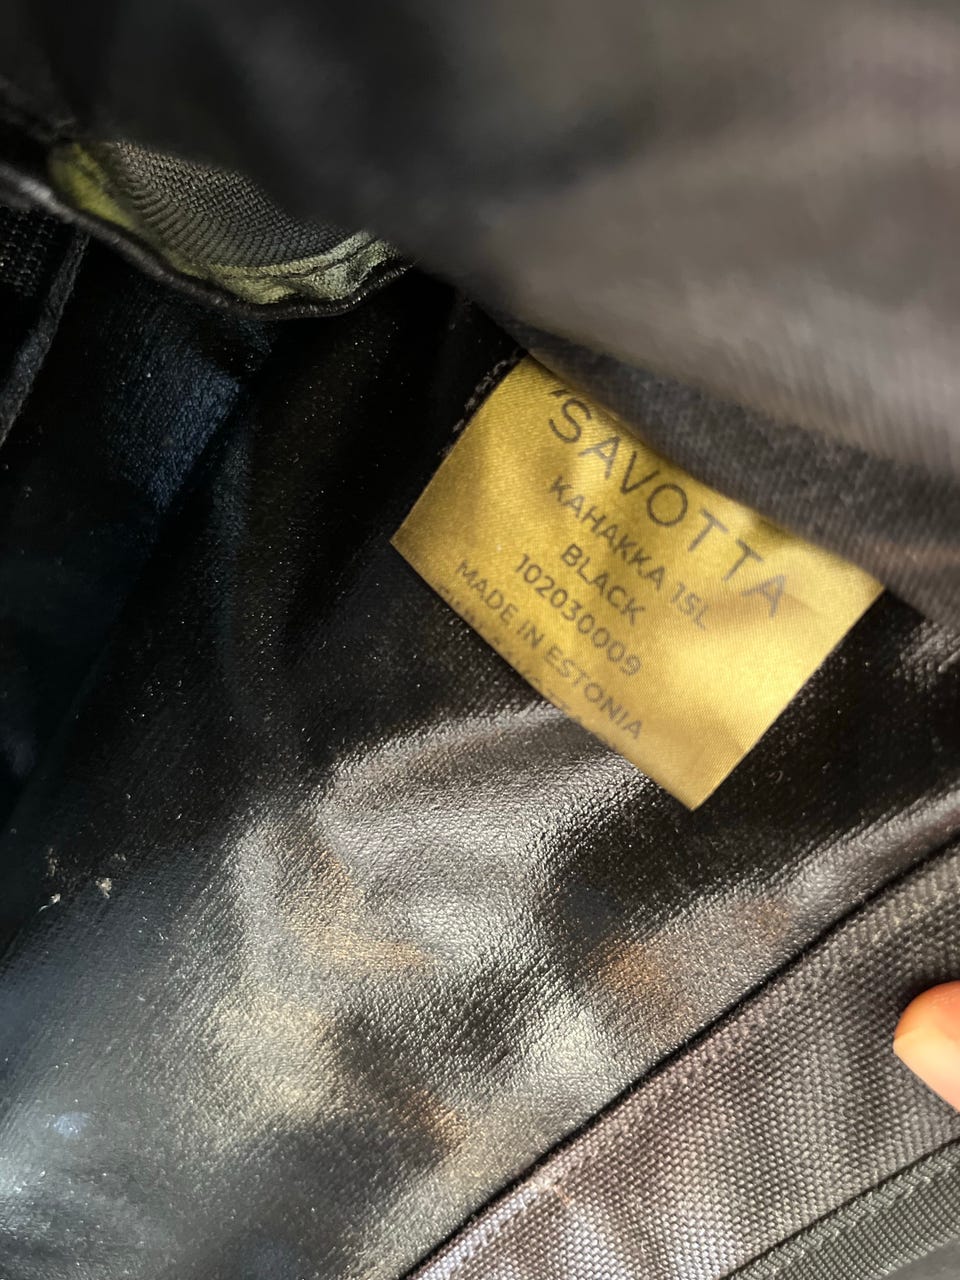 SAVOTTA
KAHAKKA 15L
BLACK
102030009
MADE IN ESTONIA